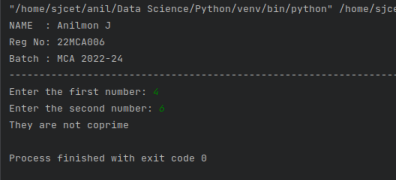 "/home/sjcet/anil/Data Science/Python/venv/bin/python" /home/sjce
NAME  : Anilmon J
Reg No: 22MCA006
Batch : MCA 2022-24
----------------------------------------------------------------
Enter the first number: 4
Enter the second number: 6
They are not coprime
Process finished with exit code 0